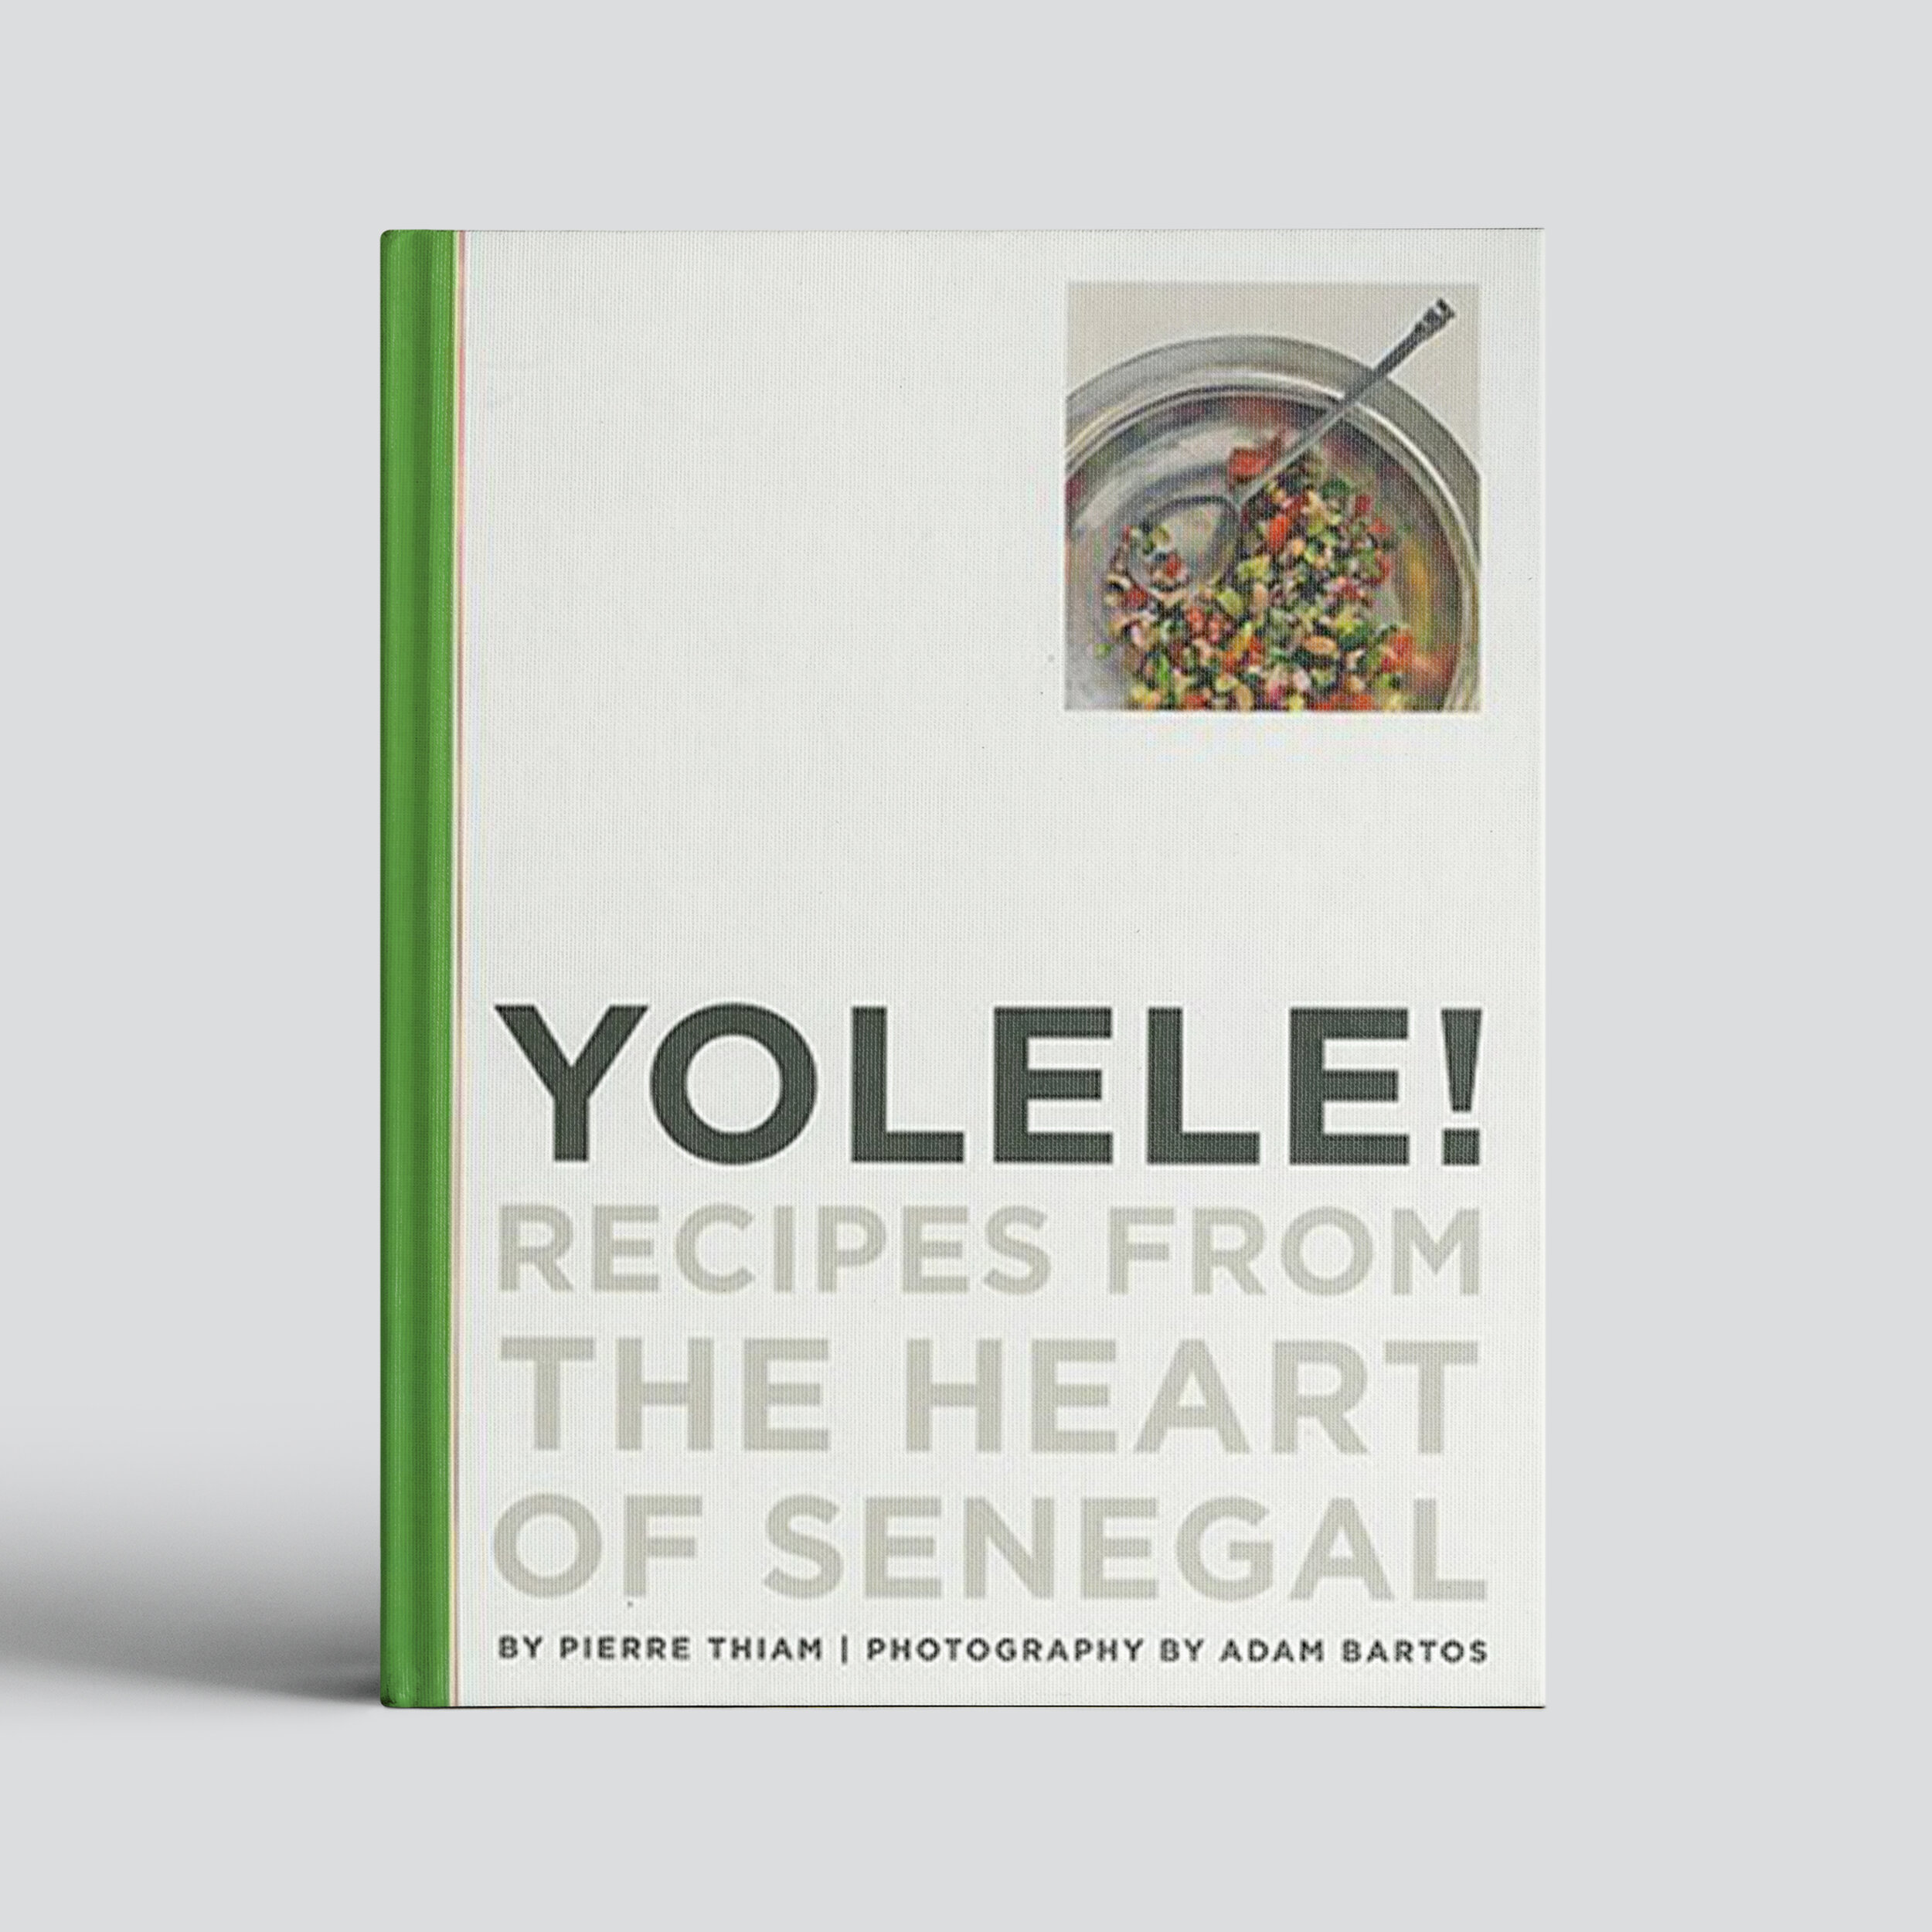 YOLELE!
RECIPES FROM
THE HEART
OF SENEGAL
BY PIERRE THIAM | PHOTOGRAPHY BY ADAM BARTOS